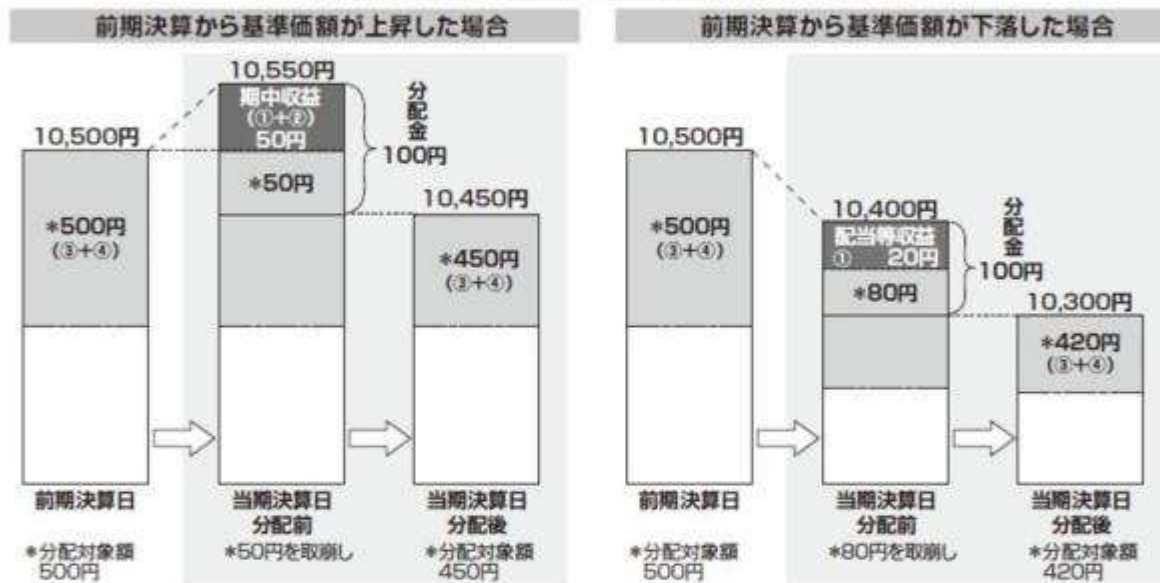 前期決算から基準価額が上昇した場合
10,500円
*500円
(③+④)
前期決算日
*分配対象額
500円
10,550円
期中収益
(①+②)
50円
*50円
分配金
100円
当期決算日
分配前
*50円を取崩し
10,450円
*450円
(③+④)
当期決算日
分配後
*分配対象額
450円
前期決算から基準価額が下落した場合
10,500円
*500円
(③+④)
前期決算日
*分配対象額
500円
10,400円
配当等収益
① 20円
*80円
分配金
100円
当期決算日
分配前
*80円を取崩し
10,300円
*420円
(③+④)
当期決算日
分配後
*分配対象額
420円